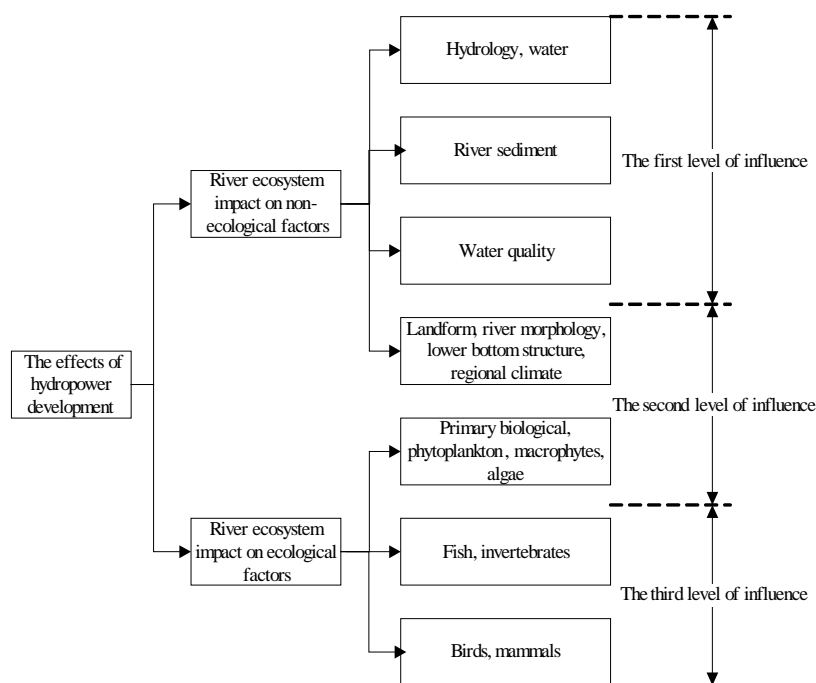 Hydrology, water
River sediment
The first level of influence
River ecosystem
impact on non-
ecological factors
Water quality
Landform, river morphology,
lower bottom structure,
regional climate
The effects of
hydropower
development
The second level of influence
Primary biological,
phytoplankton, macrophytes,
algae
River ecosystem
impact on ecological
factors
Fish, invertebrates
The third level of influence
Birds, mammals